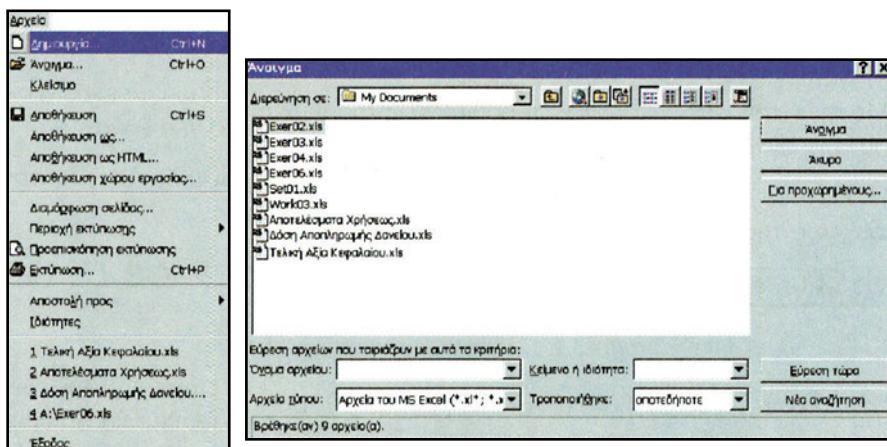 Αρχείο
Δημιουργία... Ctrl+N
Άνοιγμα... Ctrl+O
Κλείσιμο
Αποθήκευση Ctrl+S
Αποθήκευση ως...
Αποθήκευση ως HTML...
Αποθήκευση χώρου εργασίας...
Διαμόρφωση σελίδας...
Περιοχή εκτύπωσης
Προεπισκόπηση εκτύπωσης
Εκτύπωση... Ctrl+P
Αποστολή προς
Ιδιότητες
1 Τελική Αξία Κεφαλαίου.xls
2 Αποτελέσματα Χρήσεως.xls
3 Δόση Αποπληρωμής Δανείου....
4 A:\Exer06.xls
Έξοδος
Άνοιγμα
Διερεύνηση σε: My Documents
Exer02.xls
Exer03.xls
Exer04.xls
Exer06.xls
Set01.xls
Work03.xls
Αποτελέσματα Χρήσεως.xls
Δόση Αποπληρωμής Δανείου.xls
Τελική Αξία Κεφαλαίου.xls
Άνοιγμα
Άκυρο
Για προχωρημένους...
Εύρεση αρχείων που ταιριάζουν με αυτά τα κριτήρια:
Όνομα αρχείου: Κείμενο ή ιδιότητα: Εύρεση τώρα
Αρχεία τύπου: Αρχεία του MS Excel (*.xl*; *.x Τροποποιήθηκε: οποτεδήποτε Νέα αναζήτηση
Βρέθηκε(αν) 9 αρχείο(α).